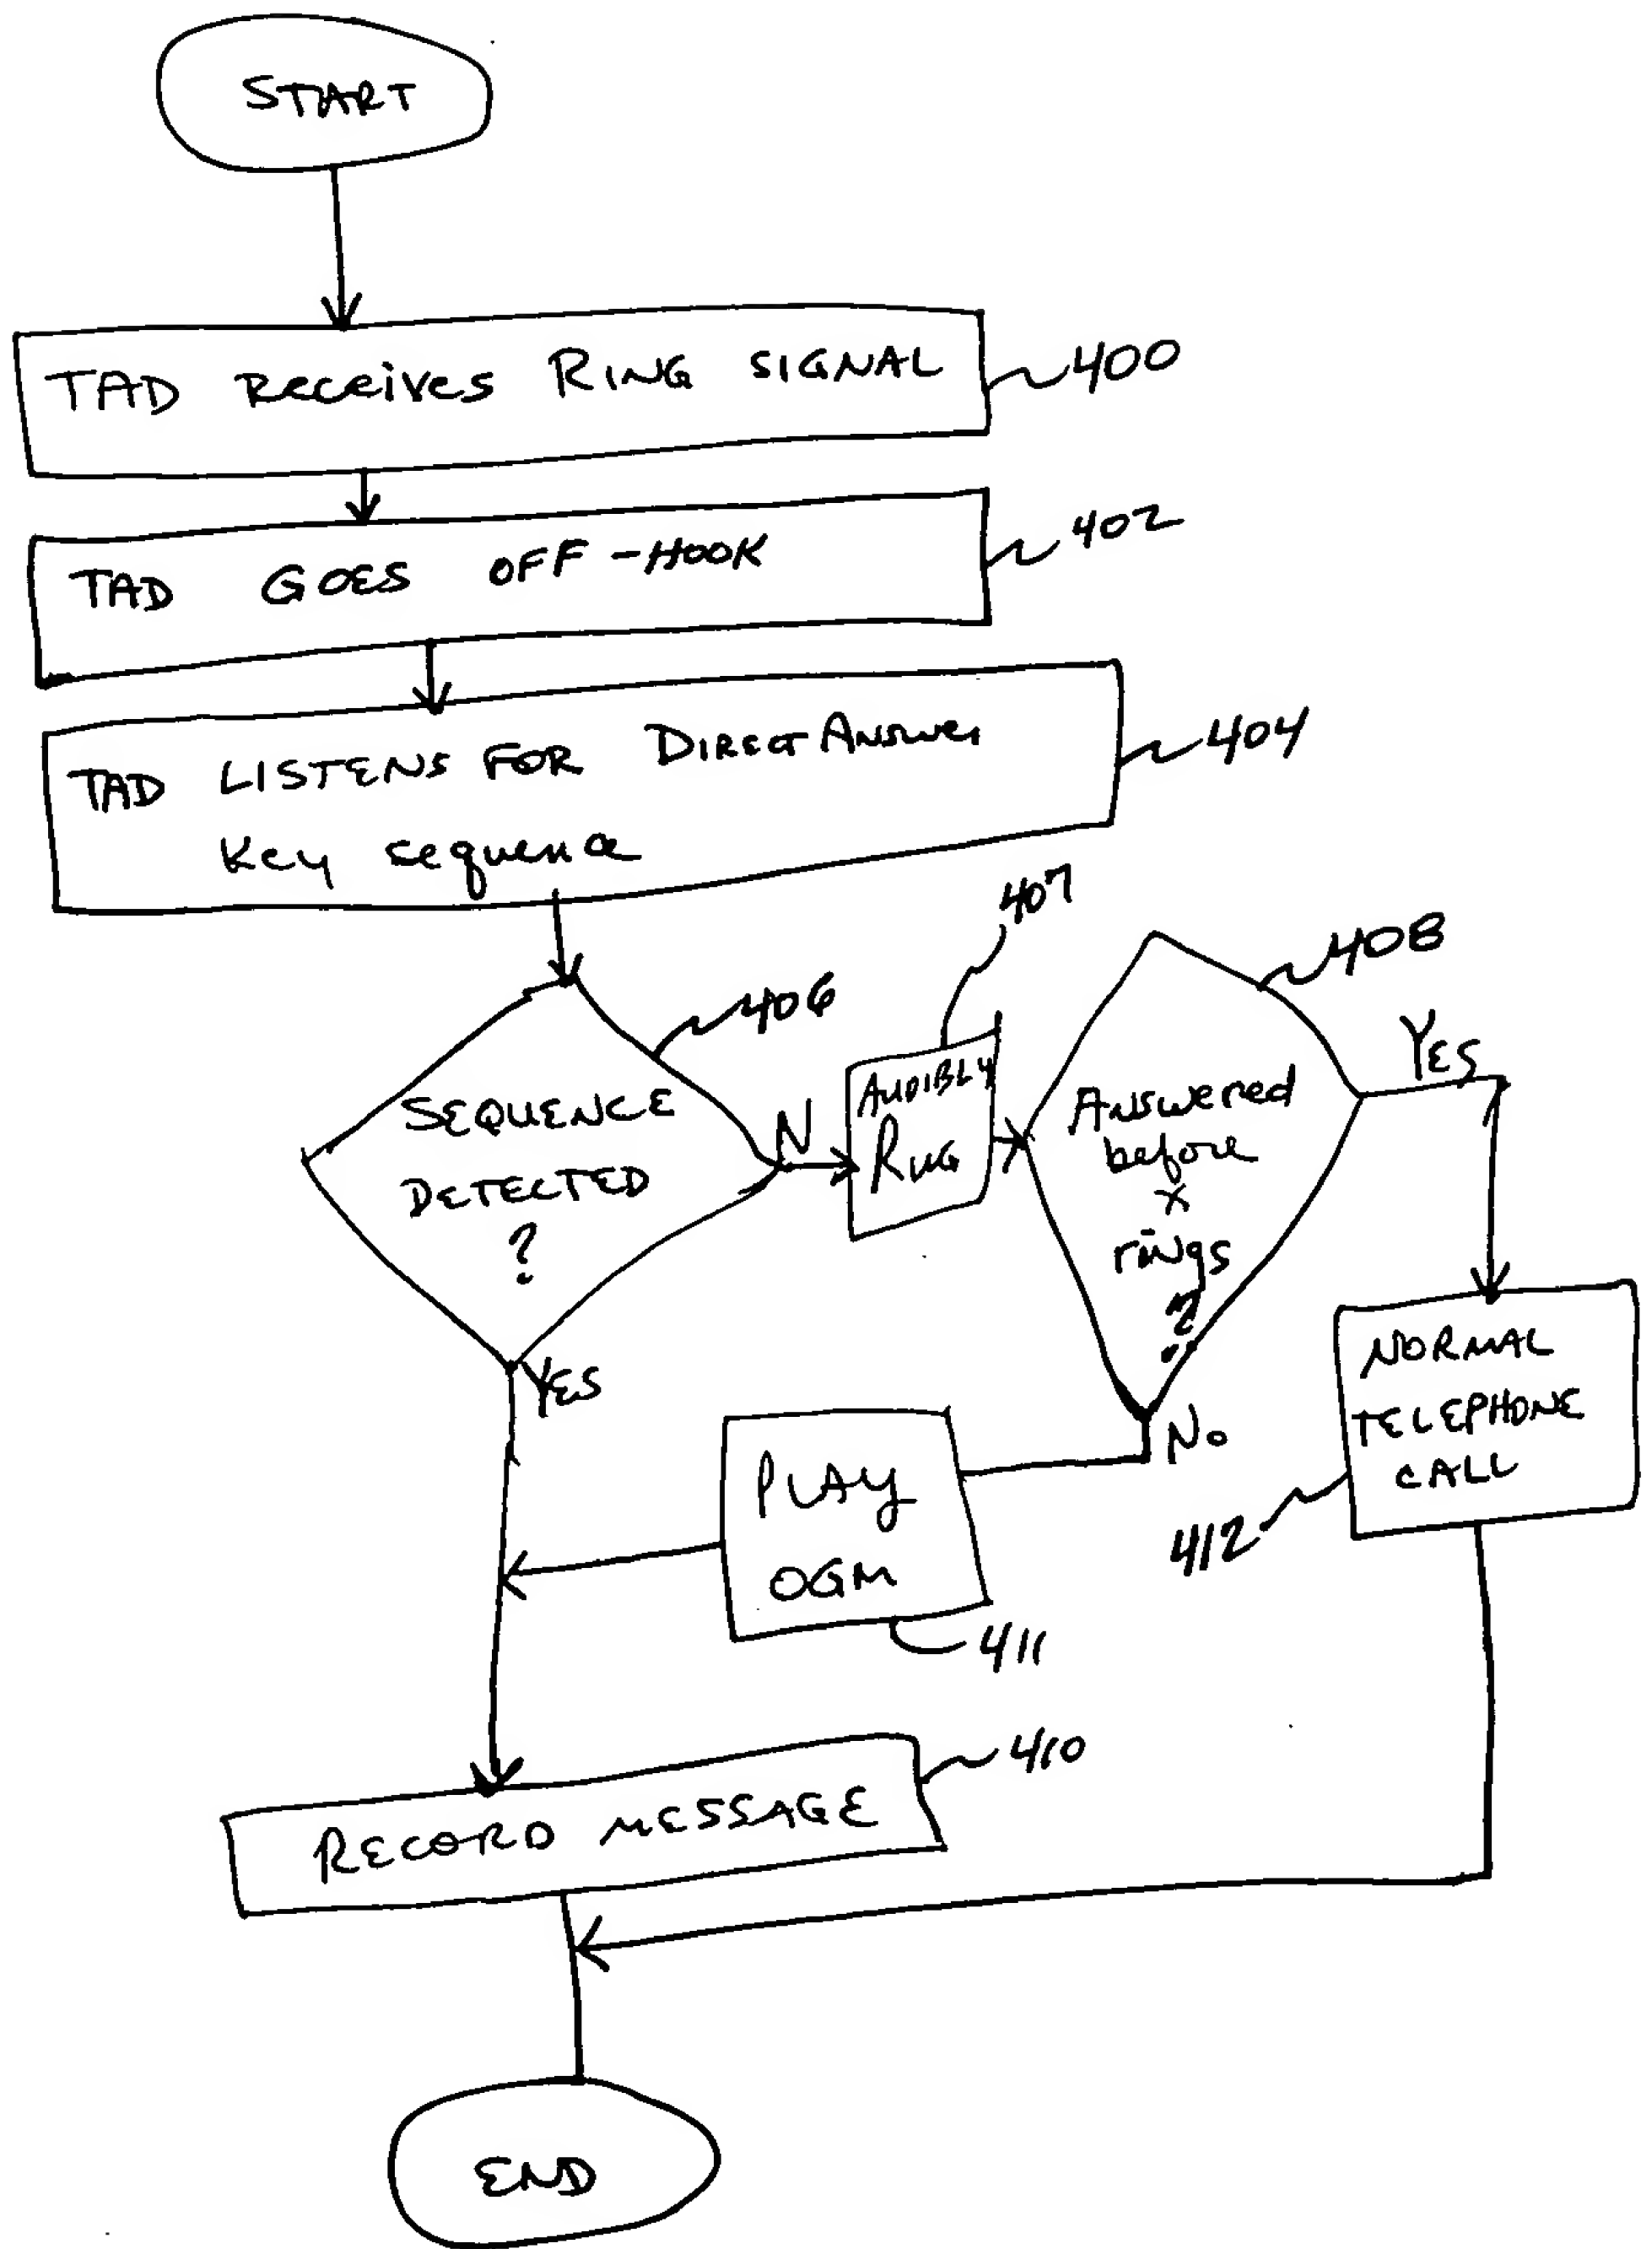 START
TAD Receives RING SIGNAL
400
TAD GOES OFF-HOOK
402
TAD LISTENS FOR DIRECT ANSWER
Key sequence
404
406
SEQUENCE
DETECTED
?
N
YES
407
AUDIBLY
RING
408
Answered
before
x
rings
?
YES
No
NORMAL
TELEPHONE
CALL
412
PLAY
OGM
411
RECORD MESSAGE
410
END